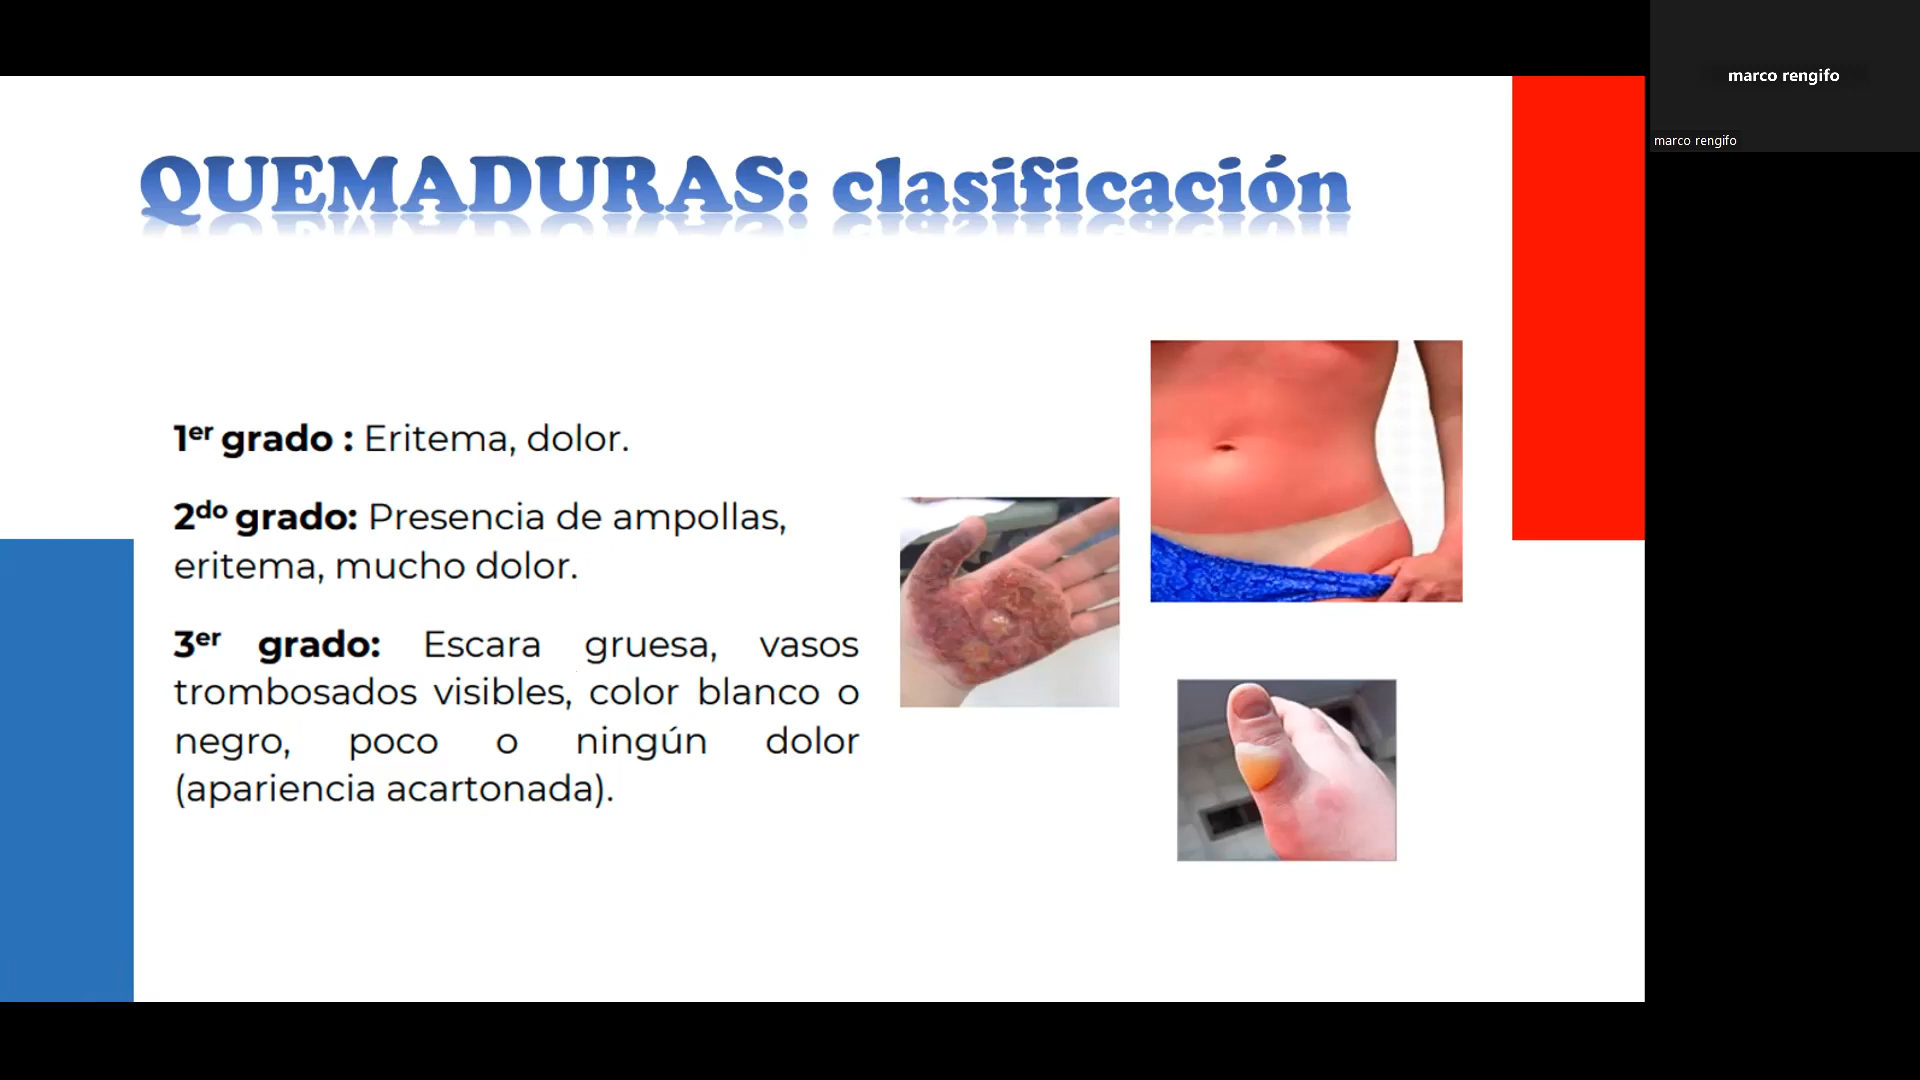 marco rengifo
marco rengifo
QUEMADURAS: clasificación
1er grado : Eritema, dolor.
2do grado: Presencia de ampollas,
eritema, mucho dolor.
3er grado: Escara gruesa, vasos
trombosados visibles, color blanco o
negro, poco o ningún dolor
(apariencia acartonada).